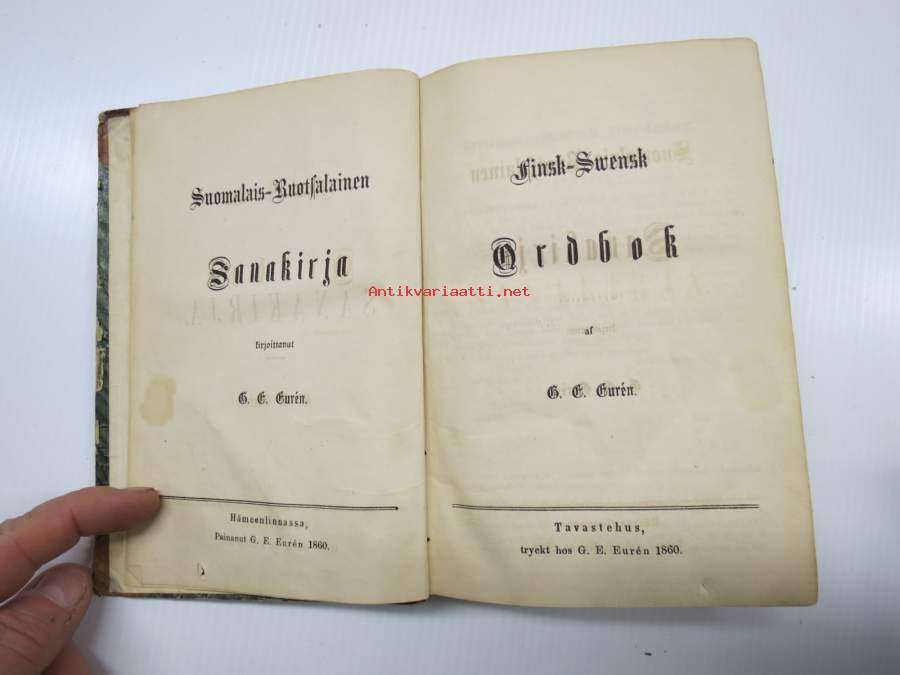 Suomalais-Ruotsalainen
Sanakirja
kirjoittanut
G. E. Eurén.
Hämeenlinnassa,
Painanut G. E. Eurén 1860.
Finsk-Swensk
Ordbok
af
G. E. Eurén.
Tavastehus,
tryckt hos G. E. Eurén 1860.
Antikvariaatti.net